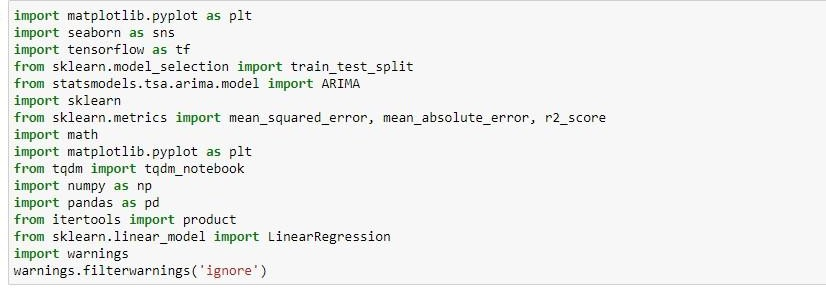 import matplotlib.pyplot as plt
import seaborn as sns
import tensorflow as tf
from sklearn.model_selection import train_test_split
from statsmodels.tsa.arima.model import ARIMA
import sklearn
from sklearn.metrics import mean_squared_error, mean_absolute_error, r2_score
import math
import matplotlib.pyplot as plt
from tqdm import tqdm_notebook
import numpy as np
import pandas as pd
from itertools import product
from sklearn.linear_model import LinearRegression
import warnings
warnings.filterwarnings('ignore')